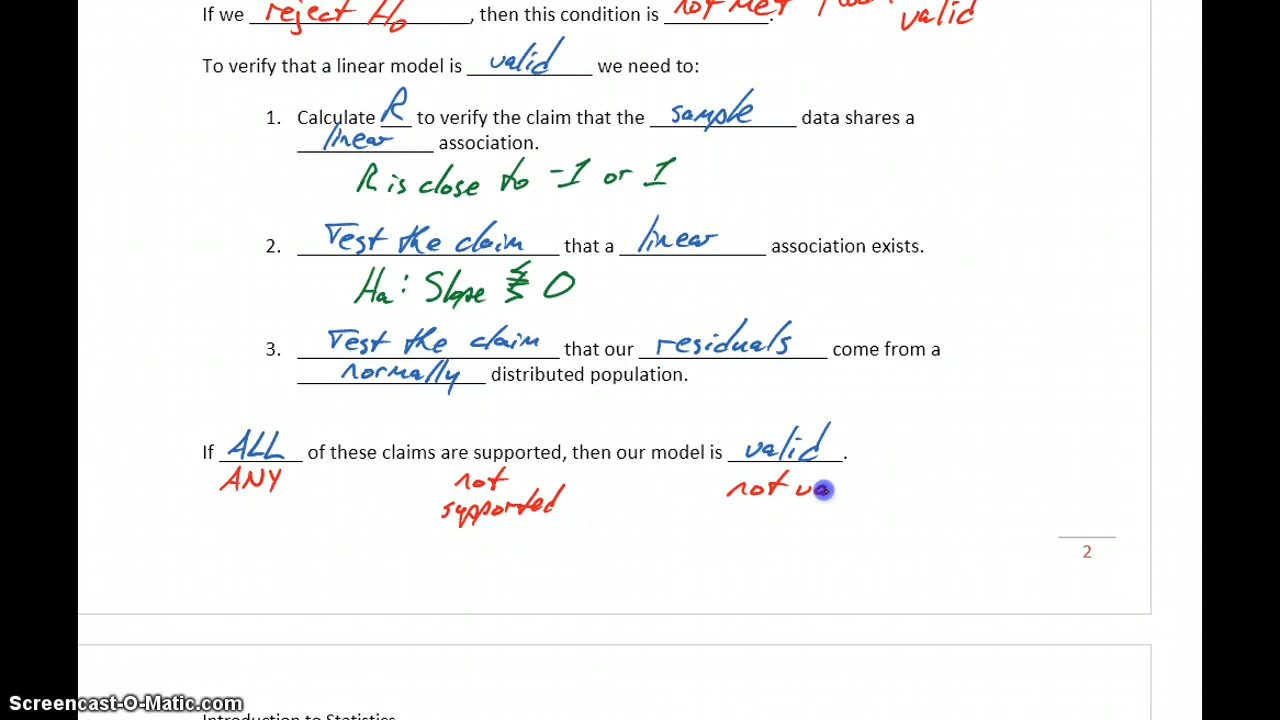 If we reject H₀, then this condition is not met
valid
To verify that a linear model is valid we need to:
1. Calculate R to verify the claim that the sample data shares a
linear association.
R is close to -1 or 1
2. Test the claim that a linear association exists.
Ha: Slope 0
3. Test the claim that our residuals come from a
normally distributed population.
If ALL of these claims are supported, then our model is valid.
ANY not supported not va
2
Screencast-O-Matic.com
Introduction to Statistics